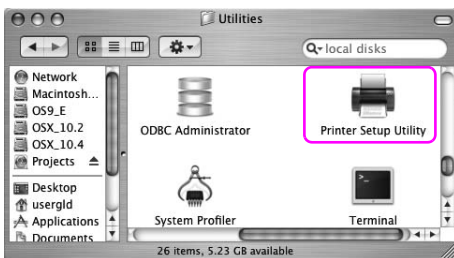 Utilities
local disks
Network
Macintosh...
OS9_E
OSX_10.2
OSX_10.4
Projects
Desktop
usergld
Applications
Documents
ODBC Administrator
Printer Setup Utility
System Profiler
Terminal
26 items, 5.23 GB available